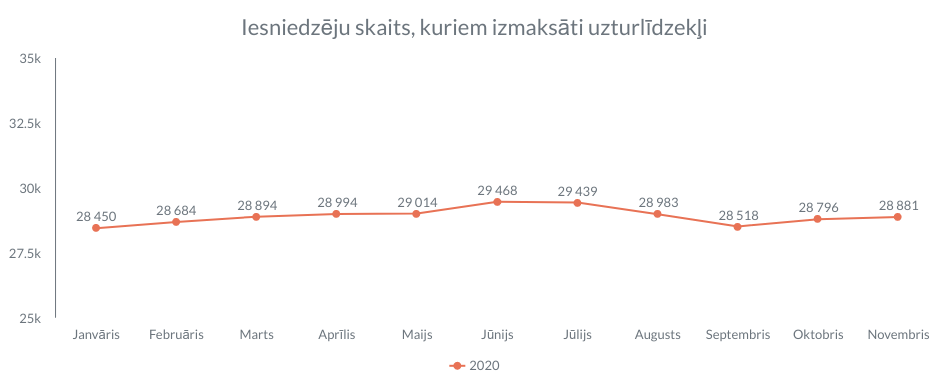 Iesniedzēju skaits, kuriem izmaksāti uzturlīdzekļi
35k
32.5k
30k
27.5k
25k
28 450
28 684
28 894
28 994
29 014
29 468
29 439
28 983
28 518
28 796
28 881
Janvāris
Februāris
Marts
Aprīlis
Maijs
Jūnijs
Jūlijs
Augusts
Septembris
Oktobris
Novembris
2020